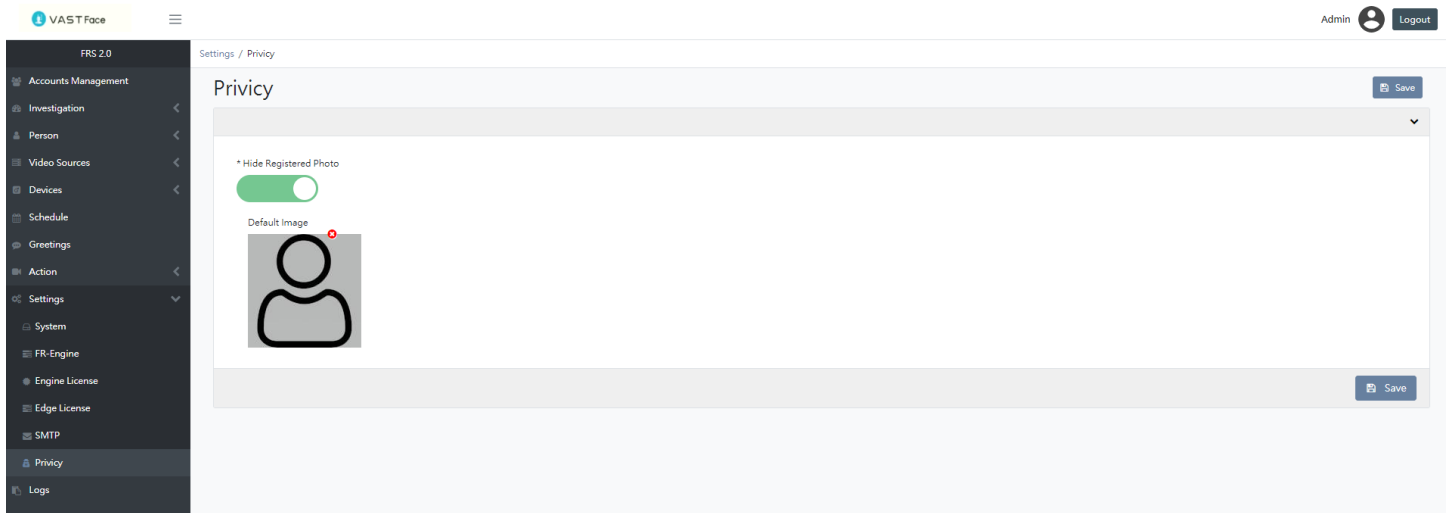 VAST Face
Admin
Logout
FRS 2.0
Settings / Privicy
Accounts Management
Privicy
Save
Investigation
Person
Video Sources
* Hide Registered Photo
Devices
Schedule
Default Image
Greetings
Action
Settings
System
FR-Engine
Engine License
Save
Edge License
SMTP
Privicy
Logs